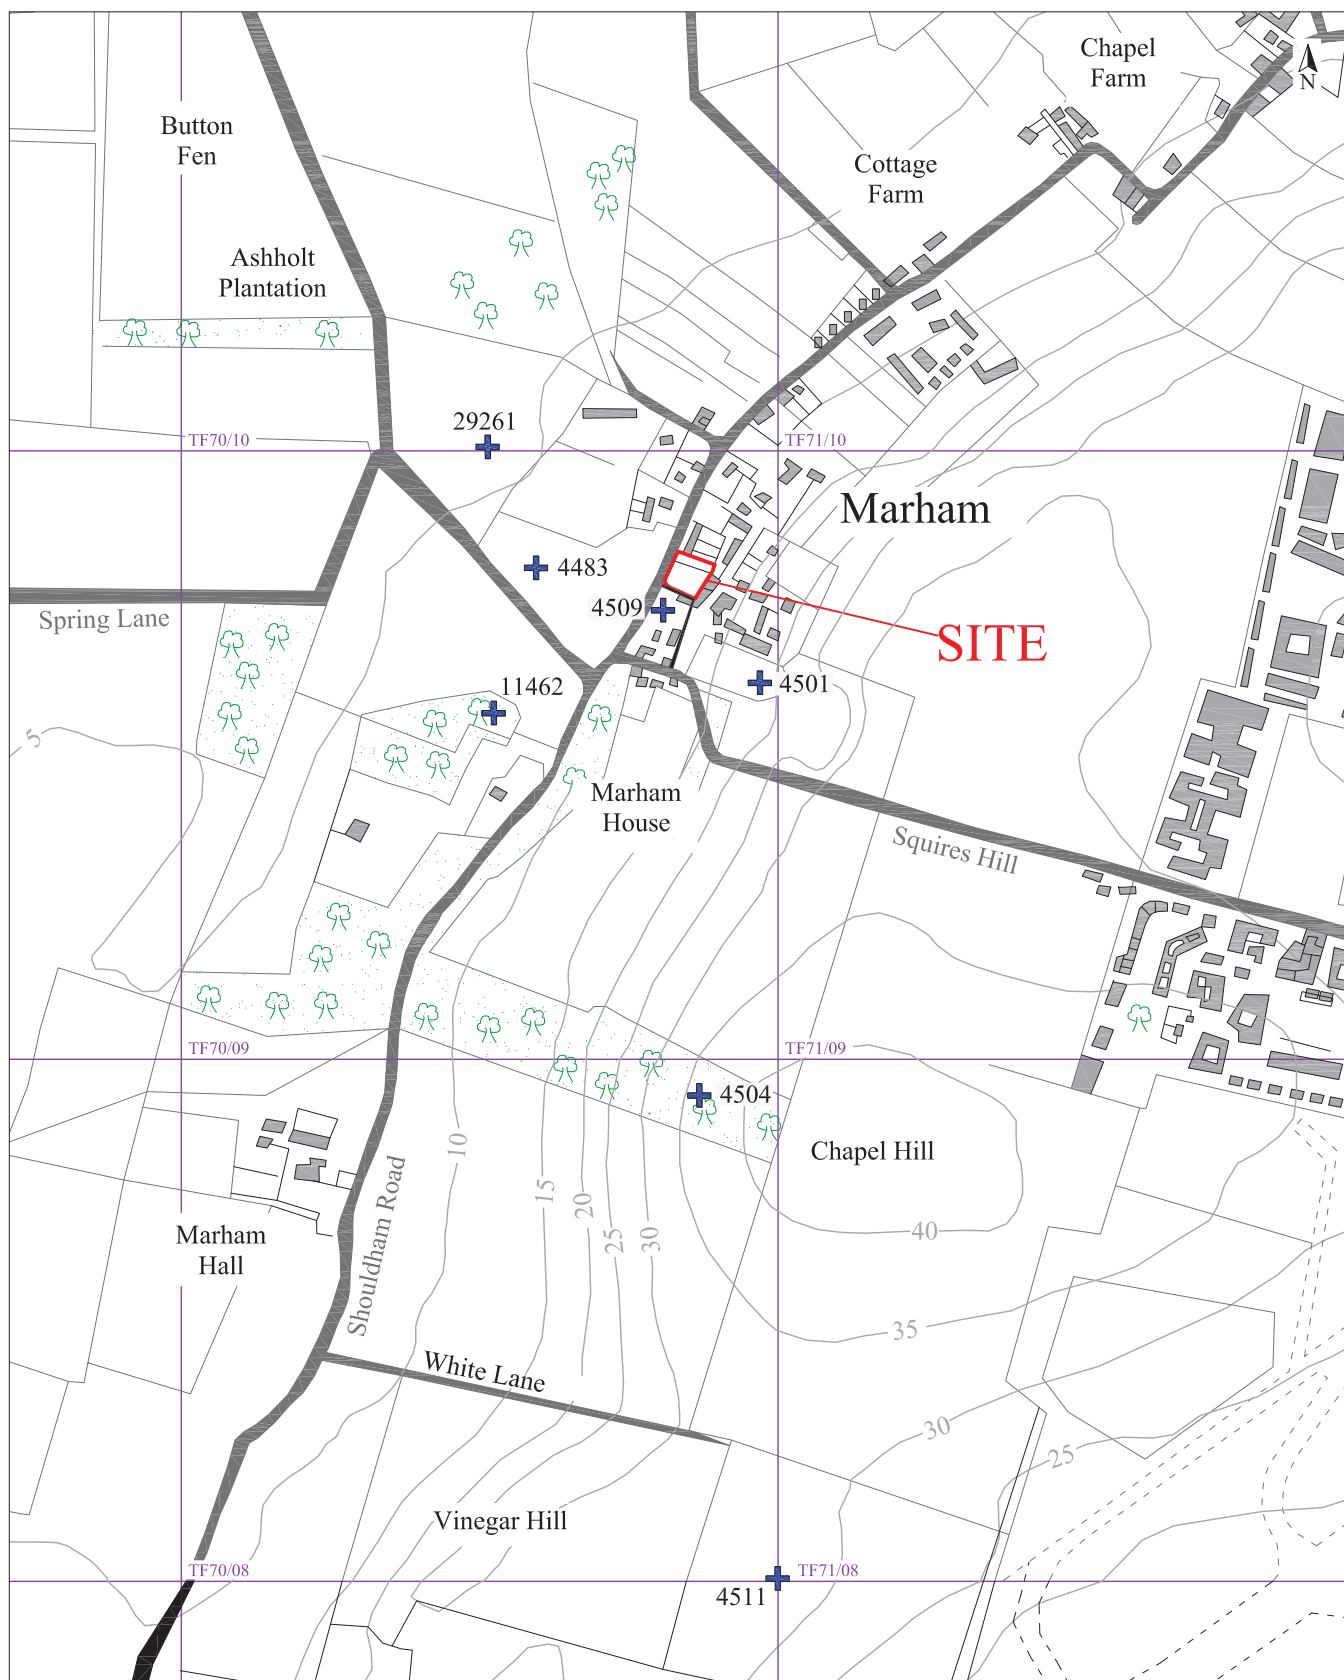 Chapel
Farm
N
Button
Fen
Cottage
Farm
Ashholt
Plantation
29261
TF70/10
TF71/10
Marham
4483
4509
Spring Lane
SITE
11462
4501
5
Marham
House
Squires Hill
TF70/09
TF71/09
4504
10
Chapel Hill
15
20
25
30
40
Marham
Hall
Shouldham Road
35
White Lane
30
25
Vinegar Hill
TF70/08
TF71/08
4511